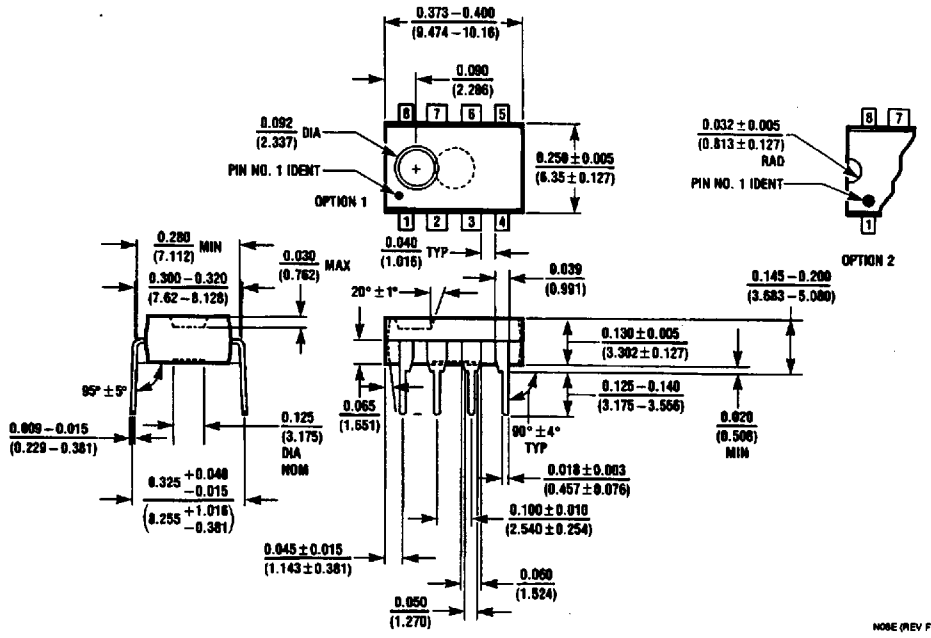 0.373–0.400
(9.474–10.16)
0.090
(2.286)
8 7 6 5
0.092 DIA
(2.337)
PIN NO. 1 IDENT
OPTION 1
0.250 ± 0.005
(6.35 ± 0.127)
1 2 3 4
8 7
0.032 ± 0.005
(0.813 ± 0.127)
RAD
PIN NO. 1 IDENT
1
OPTION 2
0.280 MIN
(7.112)
0.300–0.320
(7.62–8.128)
0.030 MAX
(0.762)
0.040 TYP
(1.016)
0.039
(0.991)
20° ± 1°
0.145–0.200
(3.683–5.080)
0.130 ± 0.005
(3.302 ± 0.127)
0.125–0.140
(3.175–3.556)
0.020
(0.508)
MIN
95° ± 5°
0.009–0.015
(0.229–0.381)
0.125
(3.175)
DIA
NOM
0.065
(1.651)
90° ± 4°
TYP
0.018 ± 0.003
(0.457 ± 0.076)
0.325 +0.040 −0.015
(8.255 +1.016 −0.381)
0.100 ± 0.010
(2.540 ± 0.254)
0.045 ± 0.015
(1.143 ± 0.381)
0.060
(1.524)
0.050
(1.270)
N08E (REV F